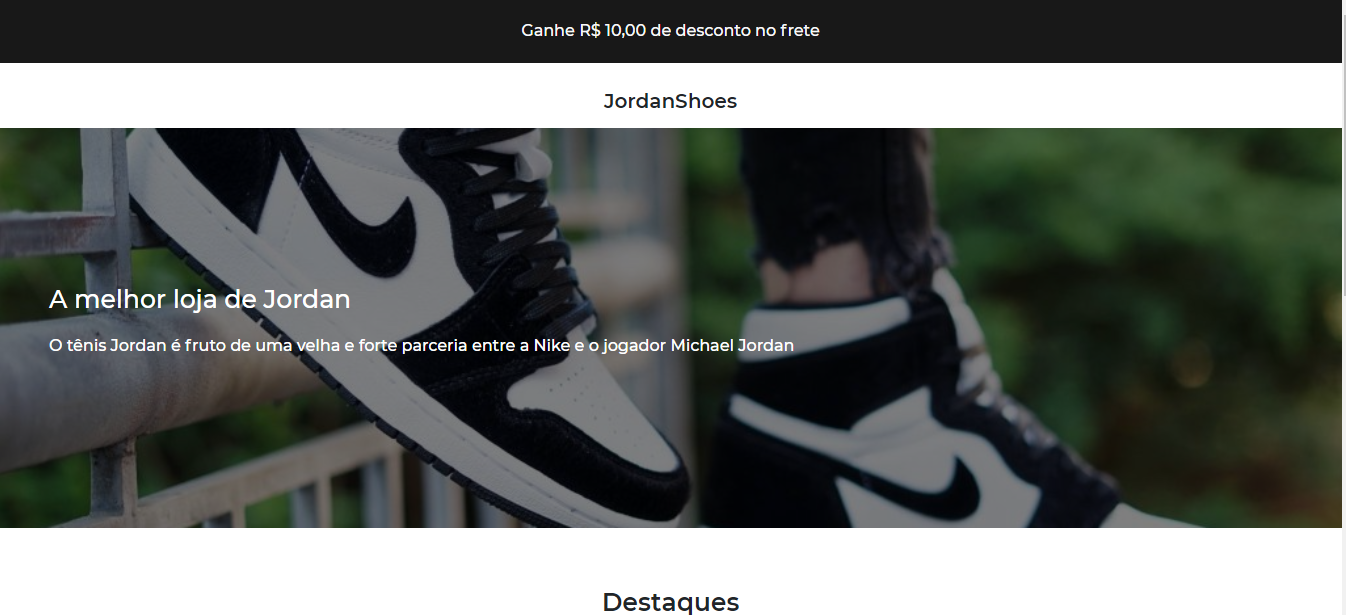 Ganhe R$ 10,00 de desconto no frete
JordanShoes
A melhor loja de Jordan
O tênis Jordan é fruto de uma velha e forte parceria entre a Nike e o jogador Michael Jordan
Destaques